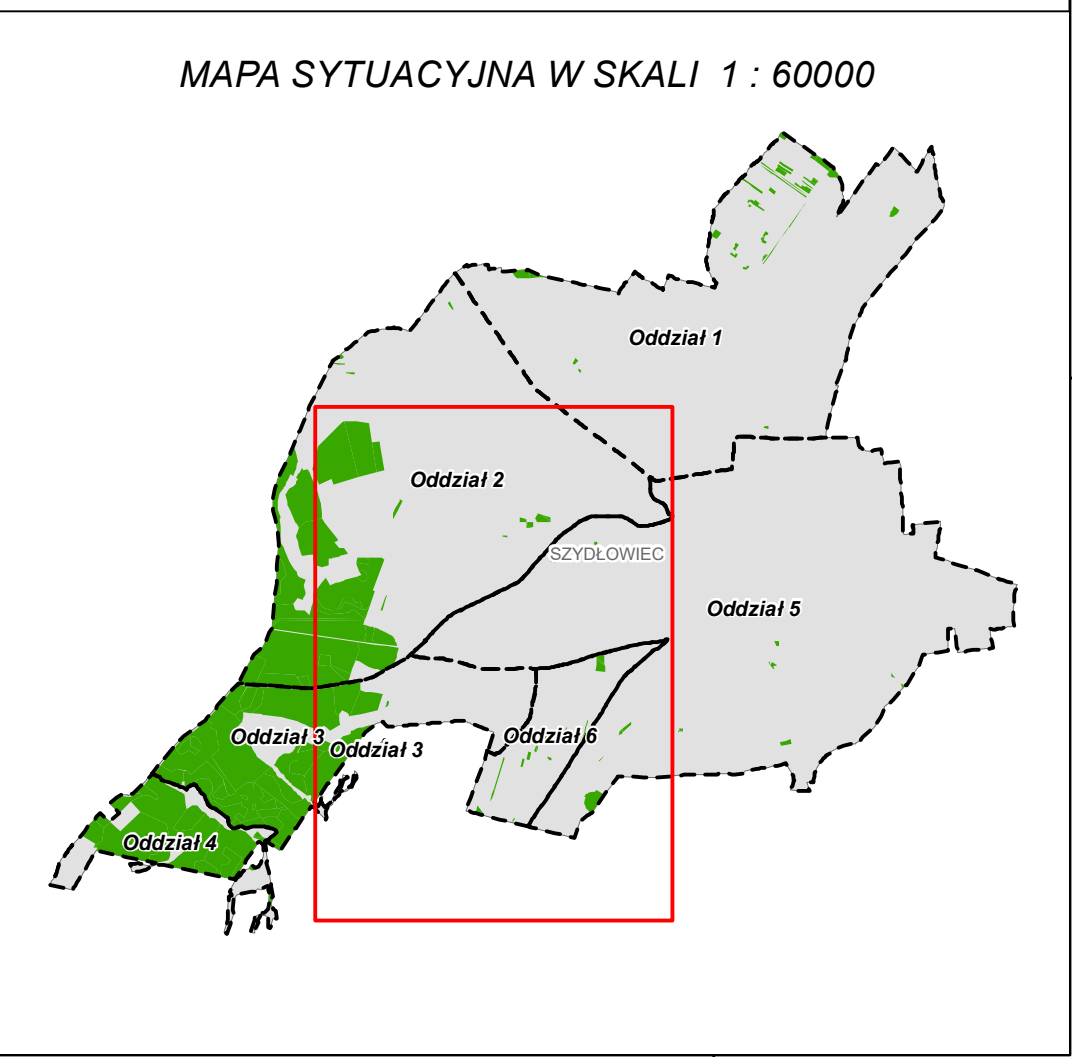 MAPA SYTUACYJNA W SKALI 1 : 60000
Oddział 1
Oddział 2
SZYDŁOWIEC
Oddział 5
Oddział 3
Oddział 6
Oddział 3
Oddział 4